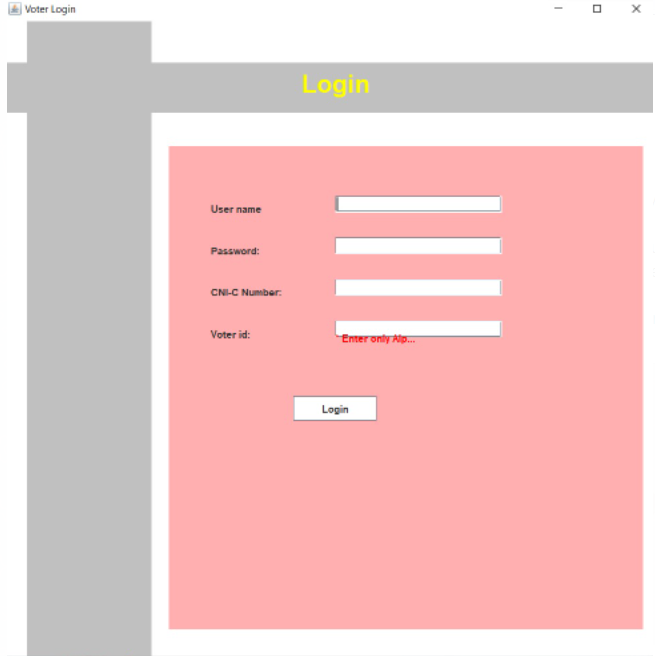 Voter Login
Login
User name
Password:
CNI-C Number:
Voter id:
Enter only Alp...
Login